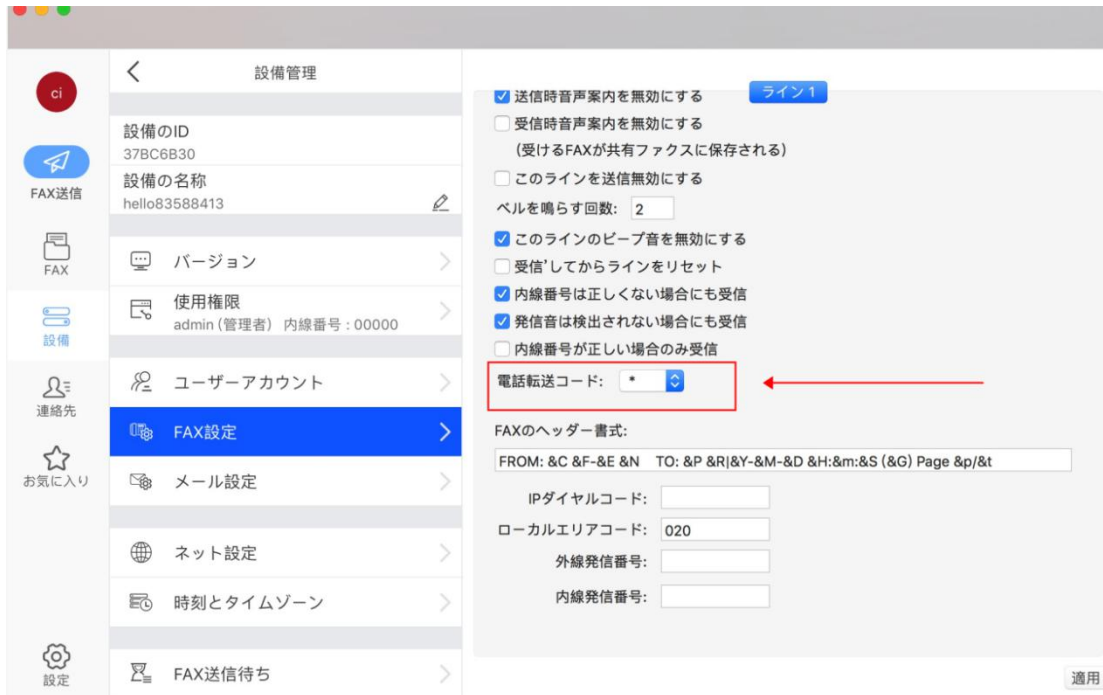 ci
FAX送信
FAX
設備
連絡先
お気に入り
設定
設備管理
設備のID
37BC6B30
設備の名称
hello83588413
バージョン
使用権限
admin (管理者) 内線番号 : 00000
ユーザーアカウント
FAX設定
メール設定
ネット設定
時刻とタイムゾーン
FAX送信待ち
ライン 1
送信時音声案内を無効にする
受信時音声案内を無効にする
(受けるFAXが共有ファクスに保存される)
このラインを送信無効にする
ベルを鳴らす回数: 2
このラインのビープ音を無効にする
受信'してからラインをリセット
内線番号は正しくない場合にも受信
発信音は検出されない場合にも受信
内線番号が正しい場合のみ受信
電話転送コード: *
FAXのヘッダー書式:
FROM: &C &F-&E &N TO: &P &R|&Y-&M-&D &H:&m:&S (&G) Page &p/&t
IPダイヤルコード:
ローカルエリアコード: 020
外線発信番号:
内線発信番号:
適用